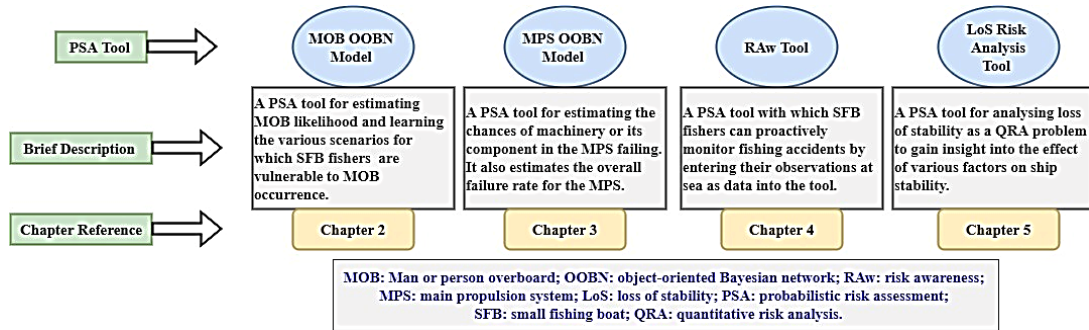 PSA Tool
MOB OOBN
Model
MPS OOBN
Model
RAw Tool
LoS Risk
Analysis
Tool
Brief Description
A PSA tool for estimating
MOB likelihood and learning
the various scenarios for
which SFB fishers are
vulnerable to MOB
occurrence.
A PSA tool for estimating the
chances of machinery or its
component in the MPS failing.
It also estimates the overall
failure rate for the MPS.
A PSA tool with which SFB
fishers can proactively
monitor fishing accidents by
entering their observations at
sea as data into the tool.
A PSA tool for analysing loss
of stability as a QRA problem
to gain insight into the effect
of various factors on ship
stability.
Chapter Reference
Chapter 2
Chapter 3
Chapter 4
Chapter 5
MOB: Man or person overboard; OOBN: object-oriented Bayesian network; RAw: risk awareness;
MPS: main propulsion system; LoS: loss of stability; PSA: probabilistic risk assessment;
SFB: small fishing boat; QRA: quantitative risk analysis.